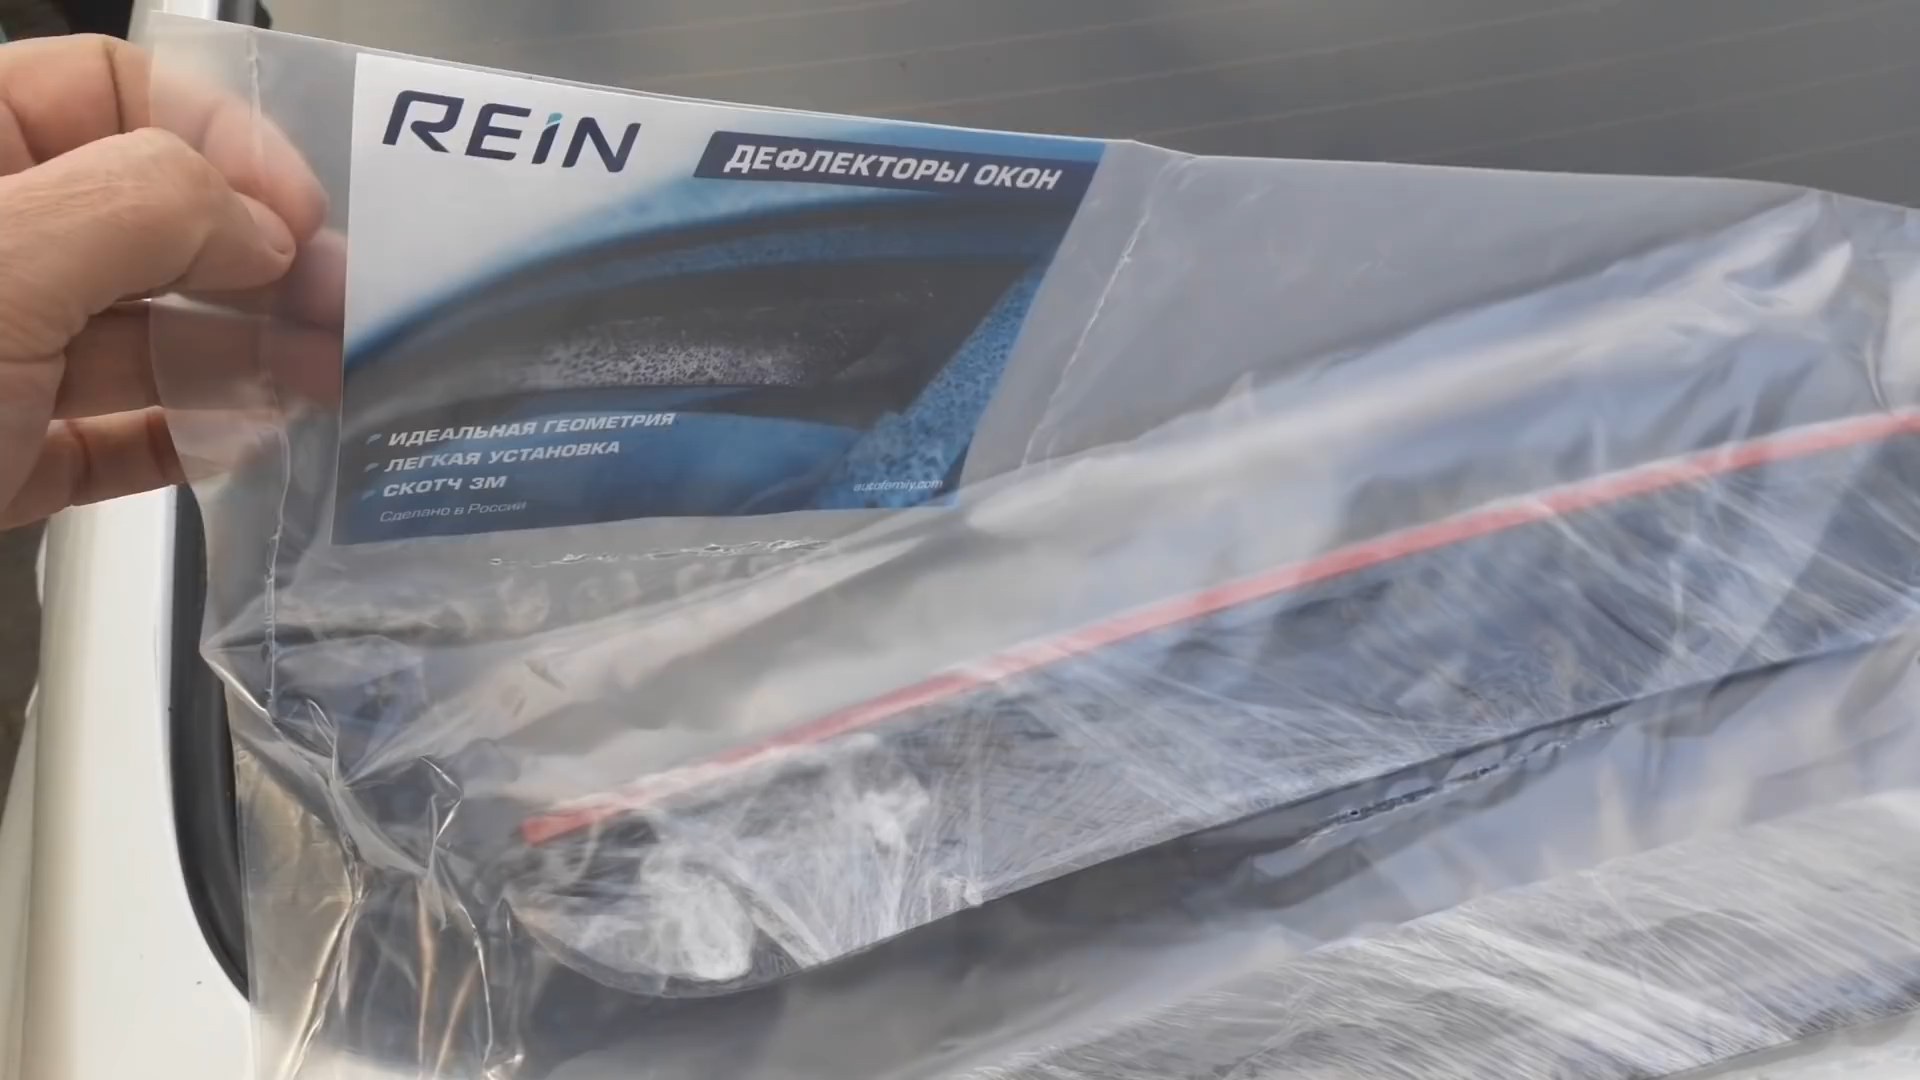 REiN
ДЕФЛЕКТОРЫ ОКОН
ИДЕАЛЬНАЯ ГЕОМЕТРИЯ
ЛЕГКАЯ УСТАНОВКА
СКОТЧ 3М
autofamily.com
Сделано в России